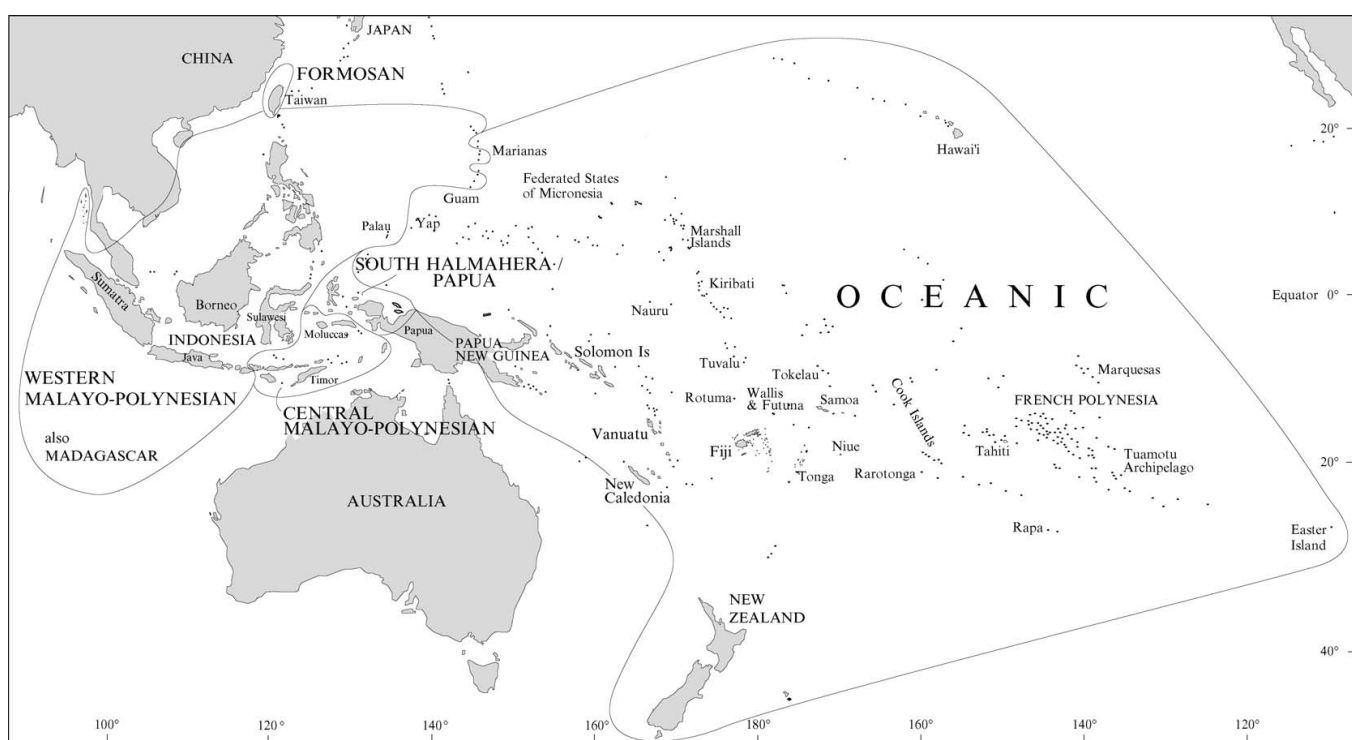 JAPAN
CHINA
FORMOSAN
Taiwan
20°
Hawai'i
Marianas
Federated States
of Micronesia
Guam
Palau
Yap
Marshall
Islands
SOUTH HALMAHERA /
PAPUA
Kiribati
OCEANIC
Equator
0°
Sumatra
Borneo
Sulawesi
Nauru
INDONESIA
Moluccas
Papua
PAPUA
NEW GUINEA
Solomon Is
Java
Tuvalu
Tokelau
Marquesas
WESTERN
MALAYO-POLYNESIAN
Timor
Rotuma
Wallis
& Futuna
Samoa
Cook Islands
FRENCH POLYNESIA
CENTRAL
MALAYO-POLYNESIAN
also
MADAGASCAR
Vanuatu
Fiji
Niue
Tahiti
Tuamotu
Archipelago
20°
Tonga
Rarotonga
New
Caledonia
AUSTRALIA
Rapa
Easter
Island
NEW
ZEALAND
40°
100°
120°
140°
160°
180°
160°
140°
120°